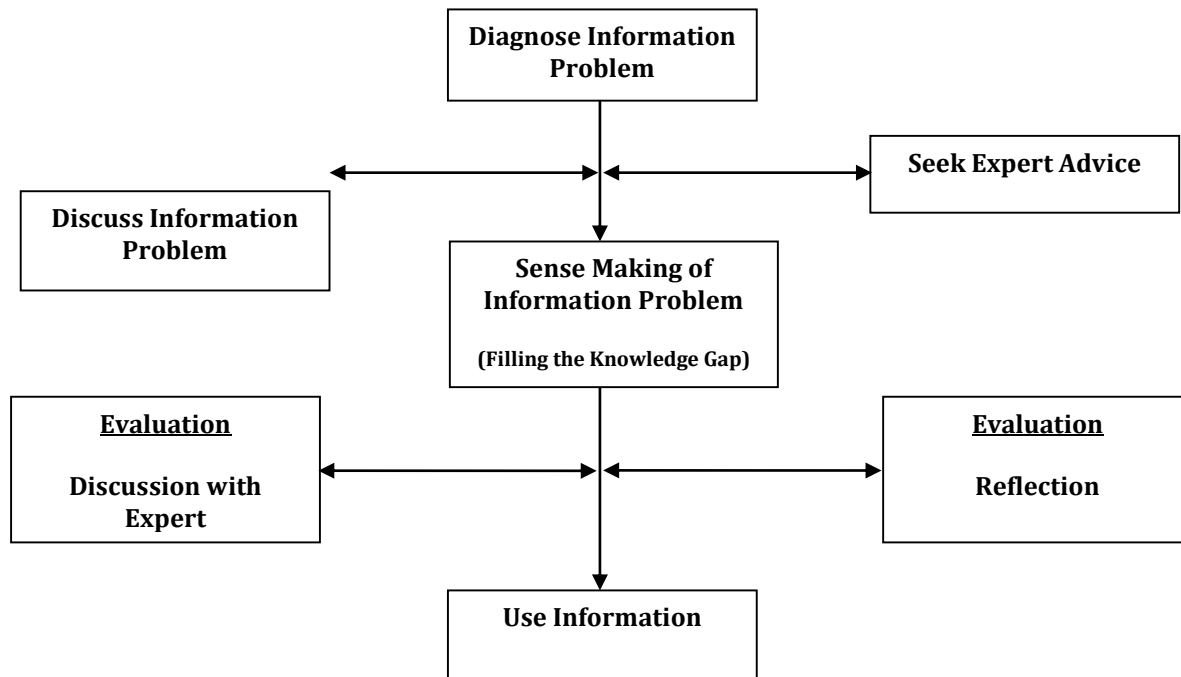 Diagnose Information
Problem
Seek Expert Advice
Discuss Information
Problem
Sense Making of
Information Problem
(Filling the Knowledge Gap)
Evaluation
Discussion with
Expert
Evaluation
Reflection
Use Information